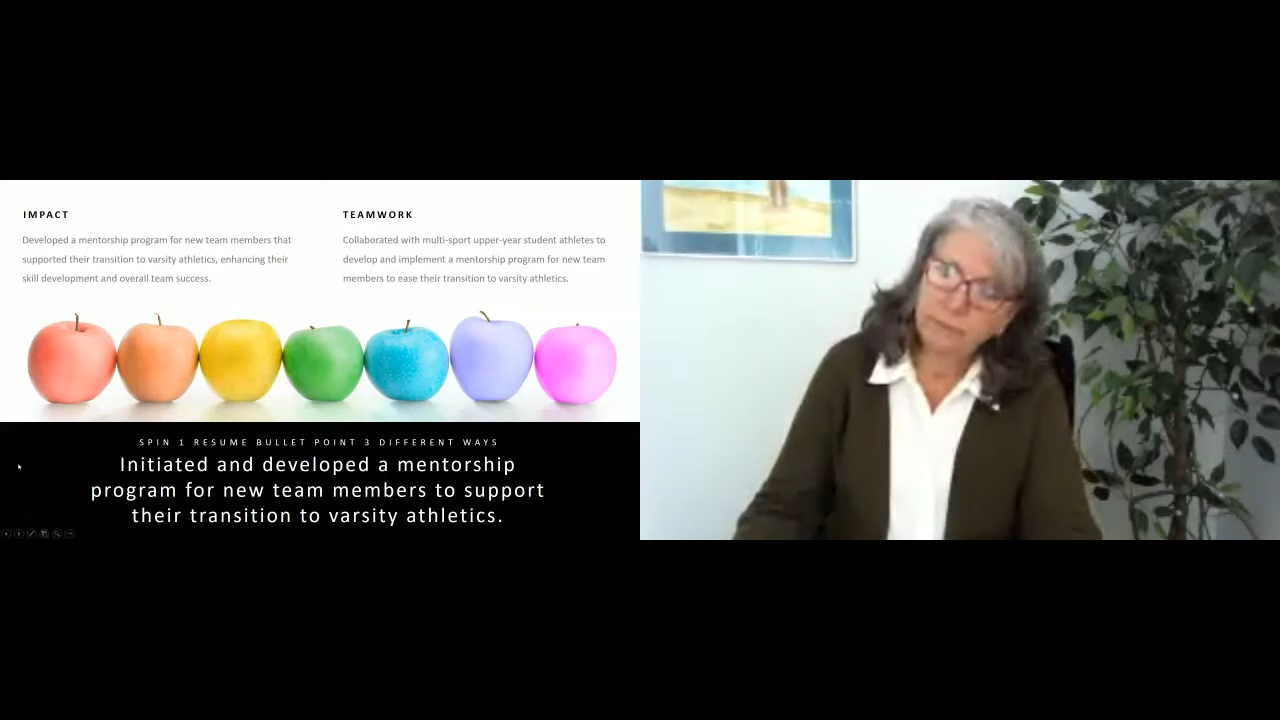 IMPACT
Developed a mentorship program for new team members that
supported their transition to varsity athletics, enhancing their
skill development and overall team success.
TEAMWORK
Collaborated with multi-sport upper-year student athletes to
develop and implement a mentorship program for new team
members to ease their transition to varsity athletics.
SPIN 1 RESUME BULLET POINT 3 DIFFERENT WAYS
Initiated and developed a mentorship
program for new team members to support
their transition to varsity athletics.